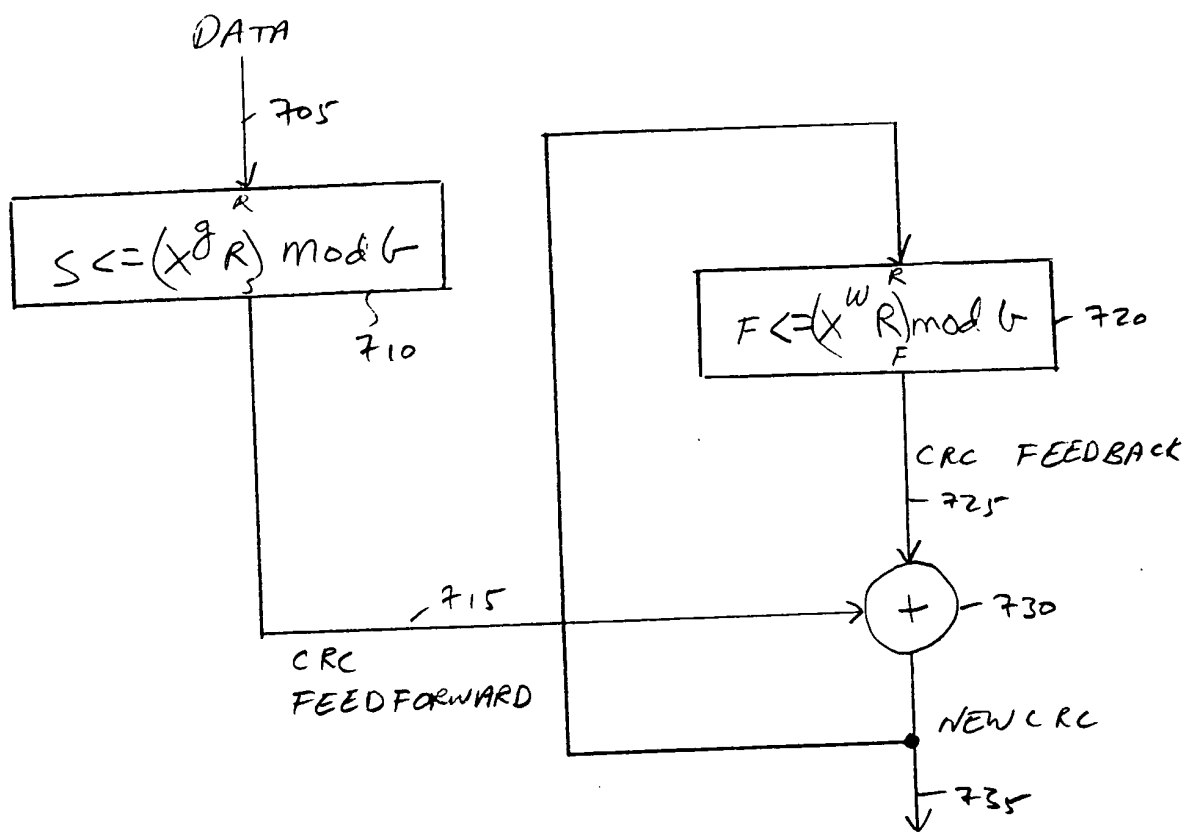 DATA
705
R
S <= (X^g R) mod G
S
710
R
F <= (X^W R) mod G
F
720
CRC FEEDBACK
725
+
730
715
CRC
FEEDFORWARD
NEW CRC
735